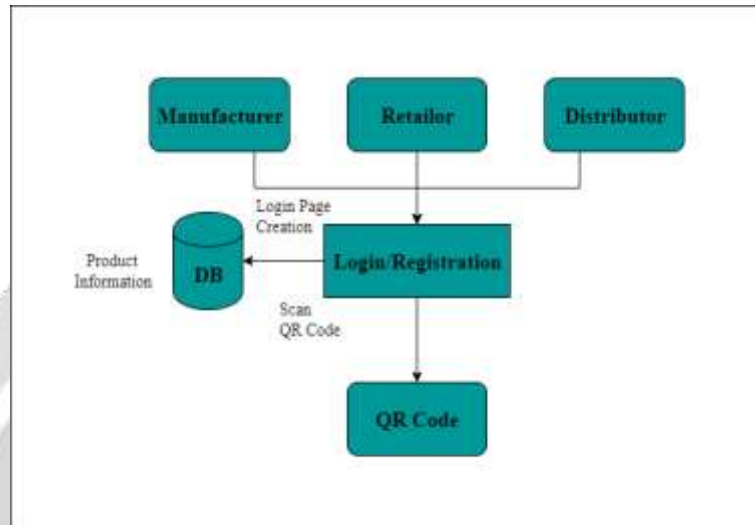 Manufacturer
Retailor
Distributor
Login Page
Creation
Product
Information
DB
Login/Registration
Scan
QR Code
QR Code